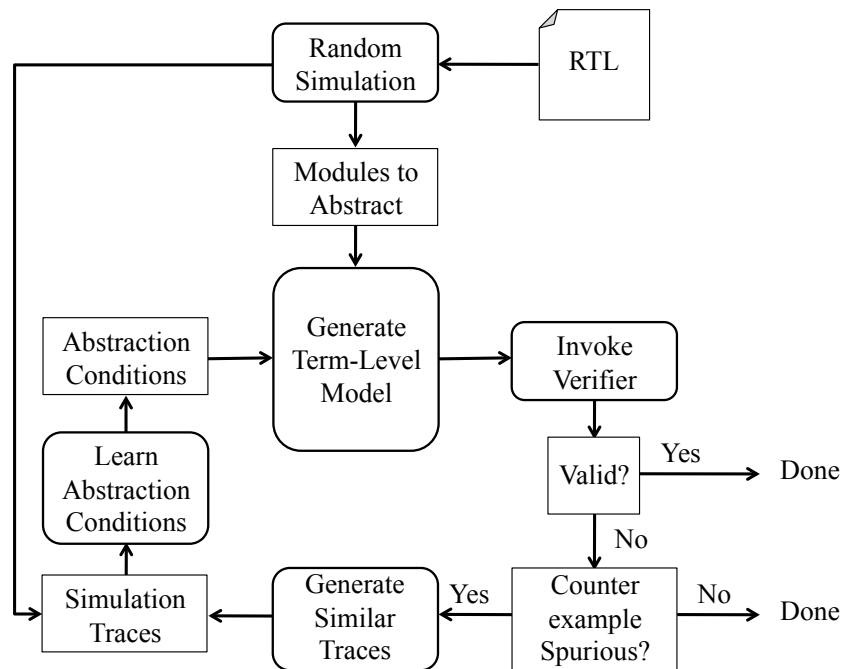 Random
Simulation
RTL
Modules to
Abstract
Abstraction
Conditions
Generate
Term-Level
Model
Invoke
Verifier
Learn
Abstraction
Conditions
Valid?
Yes
Done
No
Simulation
Traces
Generate
Similar
Traces
Yes
Counter
example
Spurious?
No
Done